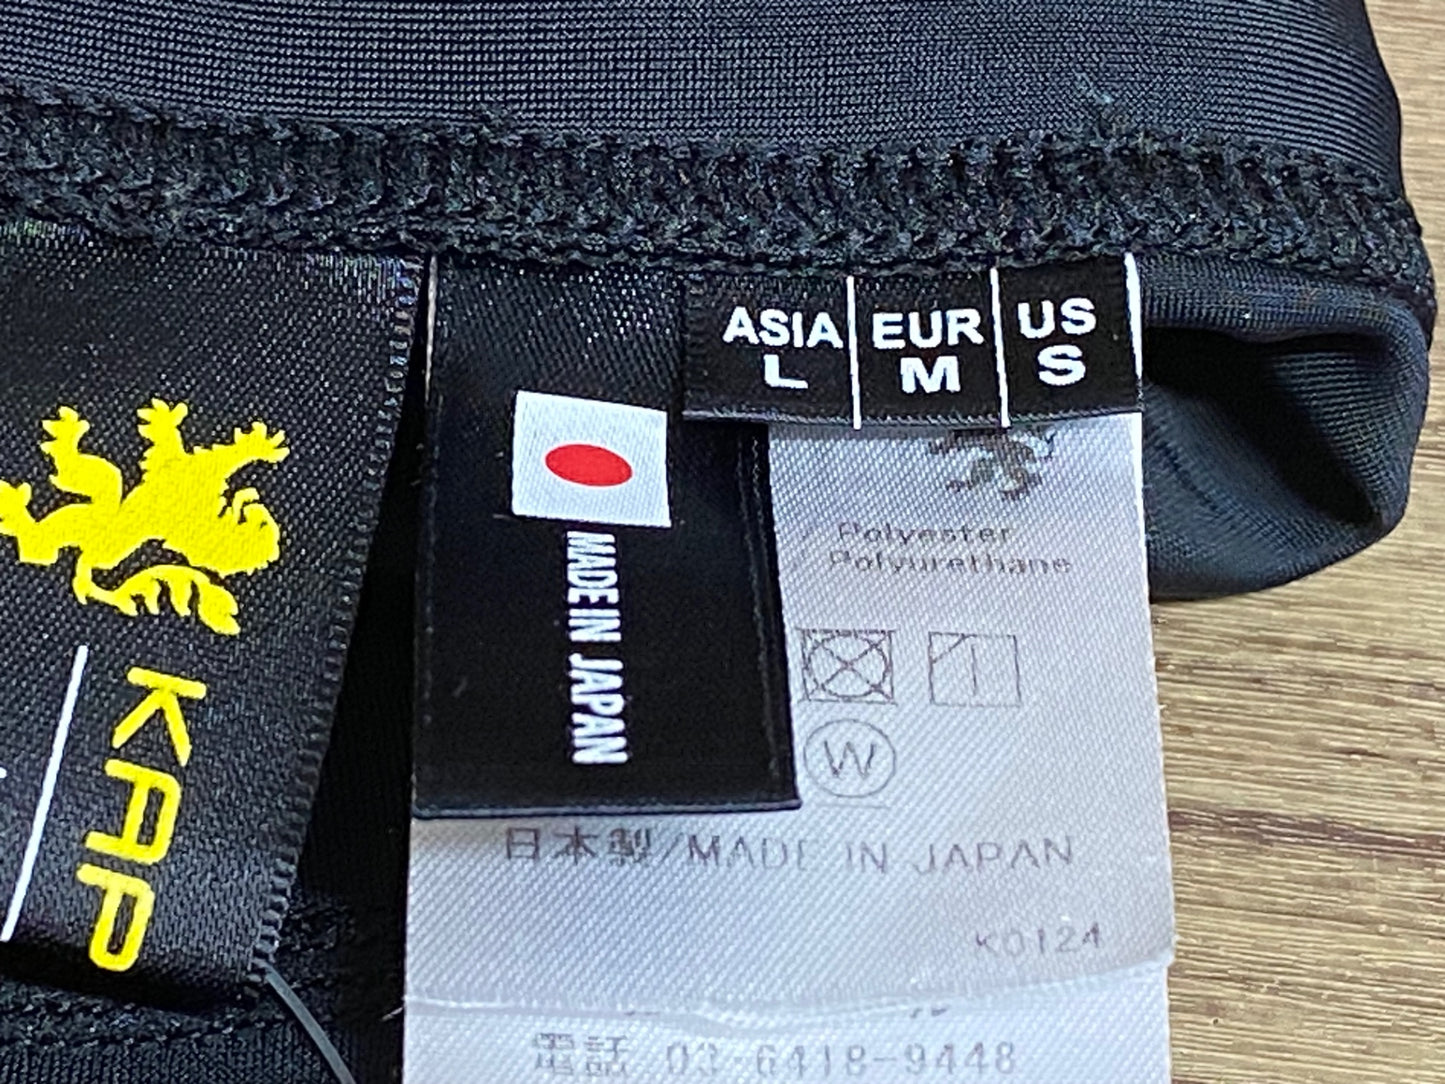 KAP
MADE IN JAPAN
ASIA EUR US
L M S
Polyester
Polyurethane
W
日本製/MADE IN JAPAN
K0124
電話 03-6418-9448